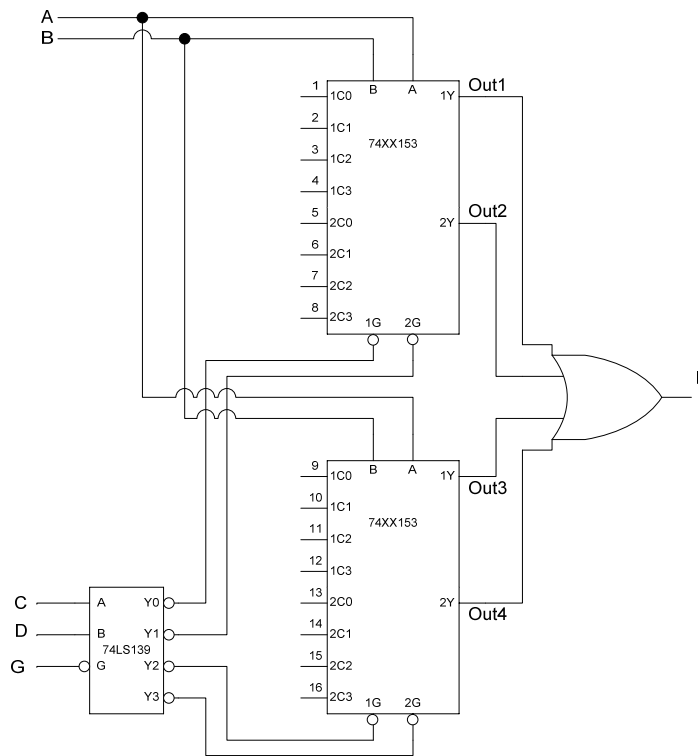 A
B
B A
1 1C0 1Y Out1
2 1C1
3 1C2 74XX153
4 1C3
5 2C0 2Y Out2
6 2C1
7 2C2
8 2C3
1G 2G
B A
9 1C0 1Y Out3
10 1C1
11 1C2 74XX153
12 1C3
13 2C0 2Y Out4
14 2C1
15 2C2
16 2C3
1G 2G
C A Y0
D B Y1
74LS139
G G Y2
Y3